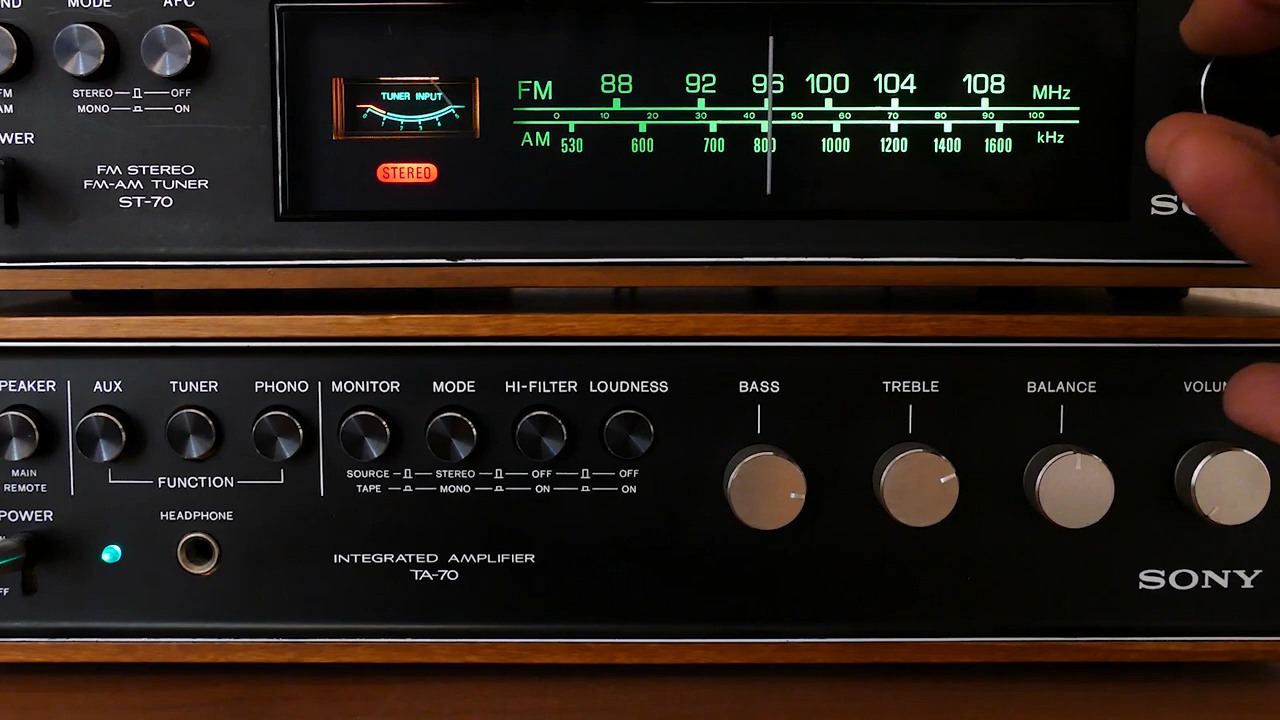 MODE
STEREO OFF
MONO ON
FM STEREO
FM-AM TUNER
ST-70
TUNER INPUT
STEREO
FM 88 92 96 100 104 108 MHz
0 10 20 30 40 50 60 70 80 90 100
AM 530 600 700 800 1000 1200 1400 1600 kHz
AUX TUNER PHONO MONITOR MODE HI-FILTER LOUDNESS BASS TREBLE BALANCE
MAIN
REMOTE
FUNCTION
SOURCE STEREO OFF OFF
TAPE MONO ON ON
POWER
HEADPHONE
INTEGRATED AMPLIFIER
TA-70
SONY